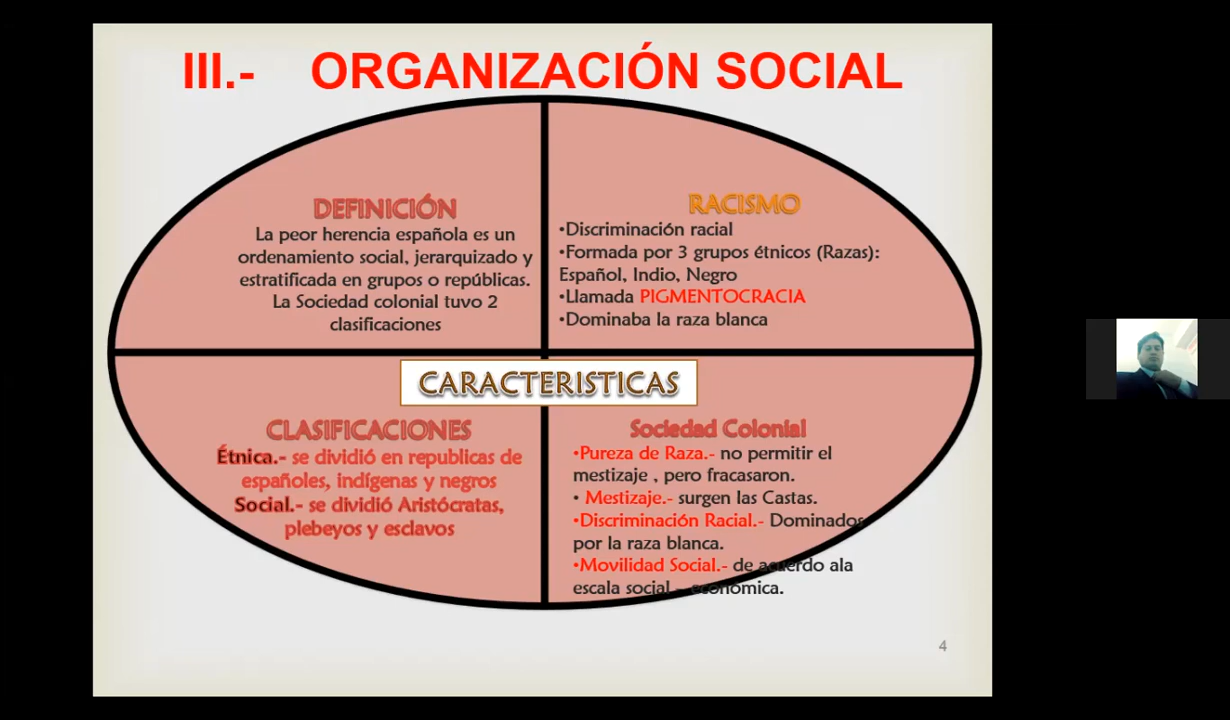 III.- ORGANIZACIÓN SOCIAL
DEFINICIÓN
La peor herencia española es un
ordenamiento social, jerarquizado y
estratificada en grupos o repúblicas.
La Sociedad colonial tuvo 2
clasificaciones
RACISMO
•Discriminación racial
•Formada por 3 grupos étnicos (Razas):
Español, Indio, Negro
•Llamada PIGMENTOCRACIA
•Dominaba la raza blanca
CARACTERISTICAS
CLASIFICACIONES
Étnica.- se dividió en republicas de
españoles, indígenas y negros
Social.- se dividió Aristócratas,
plebeyos y esclavos
Sociedad Colonial
•Pureza de Raza.- no permitir el
mestizaje , pero fracasaron.
• Mestizaje.- surgen las Castas.
•Discriminación Racial.- Dominados
por la raza blanca.
•Movilidad Social.- de acuerdo ala
escala social – económica.
4